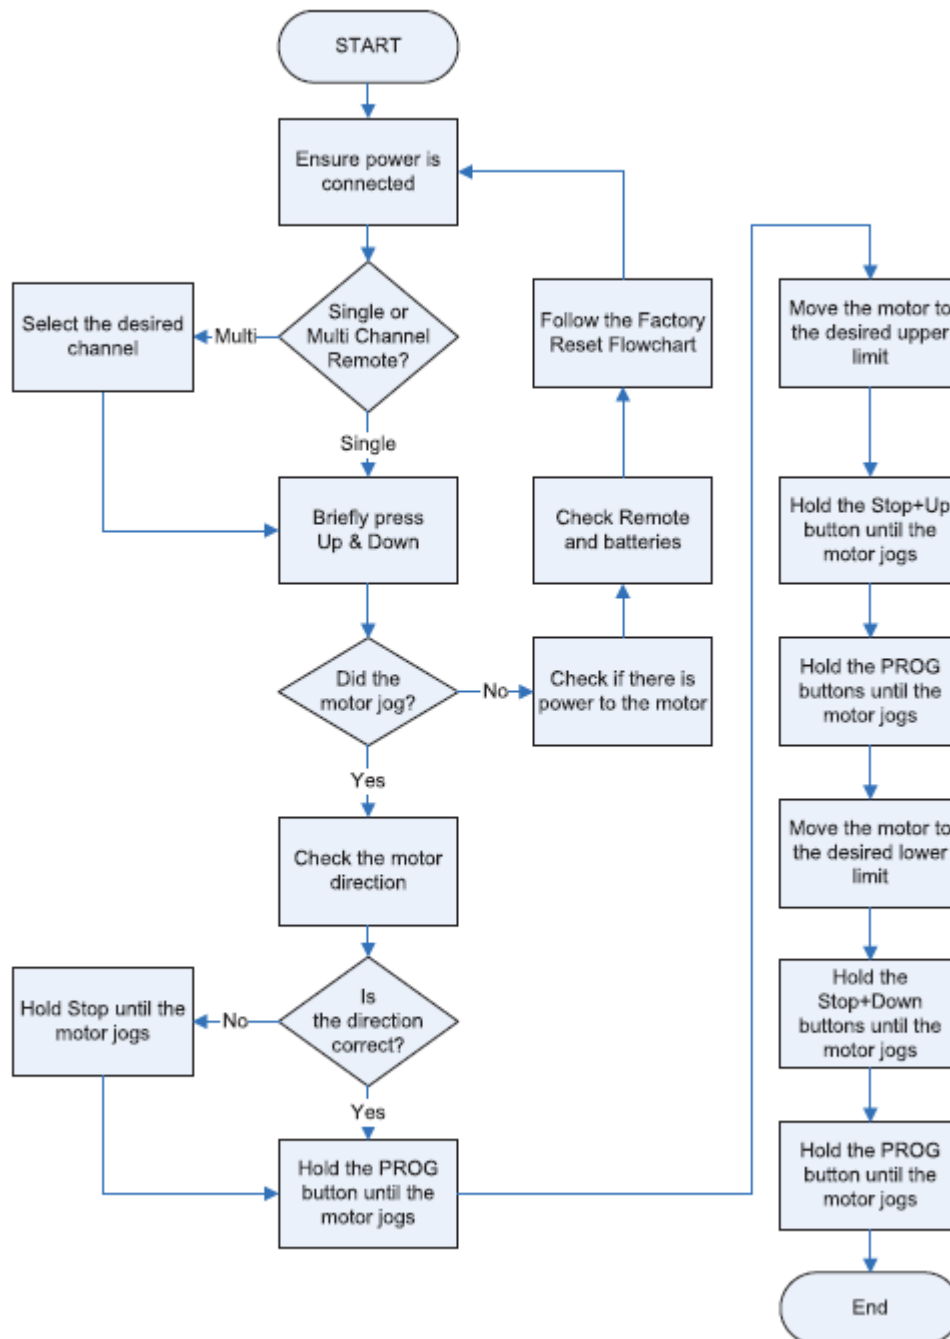 START
Ensure power is
connected
Single or
Multi Channel
Remote?
Multi
Select the desired
channel
Single
Briefly press
Up & Down
Did the
motor jog?
No
Check if there is
power to the motor
Check Remote
and batteries
Follow the Factory
Reset Flowchart
Yes
Check the motor
direction
Is
the direction
correct?
No
Hold Stop until the
motor jogs
Yes
Hold the PROG
button until the
motor jogs
Move the motor to
the desired upper
limit
Hold the Stop+Up
button until the
motor jogs
Hold the PROG
buttons until the
motor jogs
Move the motor to
the desired lower
limit
Hold the
Stop+Down
buttons until the
motor jogs
Hold the PROG
button until the
motor jogs
End